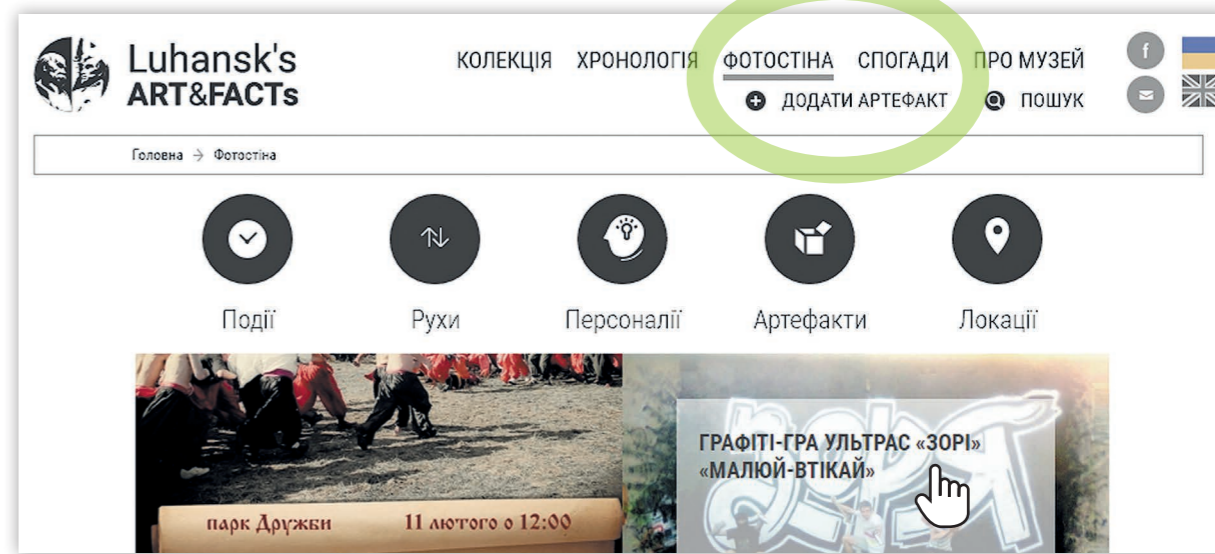 Luhansk's
ART&FACTs
КОЛЕКЦІЯ ХРОНОЛОГІЯ ФОТОСТІНА СПОГАДИ ПРО МУЗЕЙ
ДОДАТИ АРТЕФАКТ ПОШУК
f
Головна → Фотостіна
Події Рухи Персоналії Артефакти Локації
ГРАФІТІ-ГРА УЛЬТРАС «ЗОРІ»
«МАЛЮЙ-ВТІКАЙ»
Зоря
парк Дружби 11 лютого о 12:00